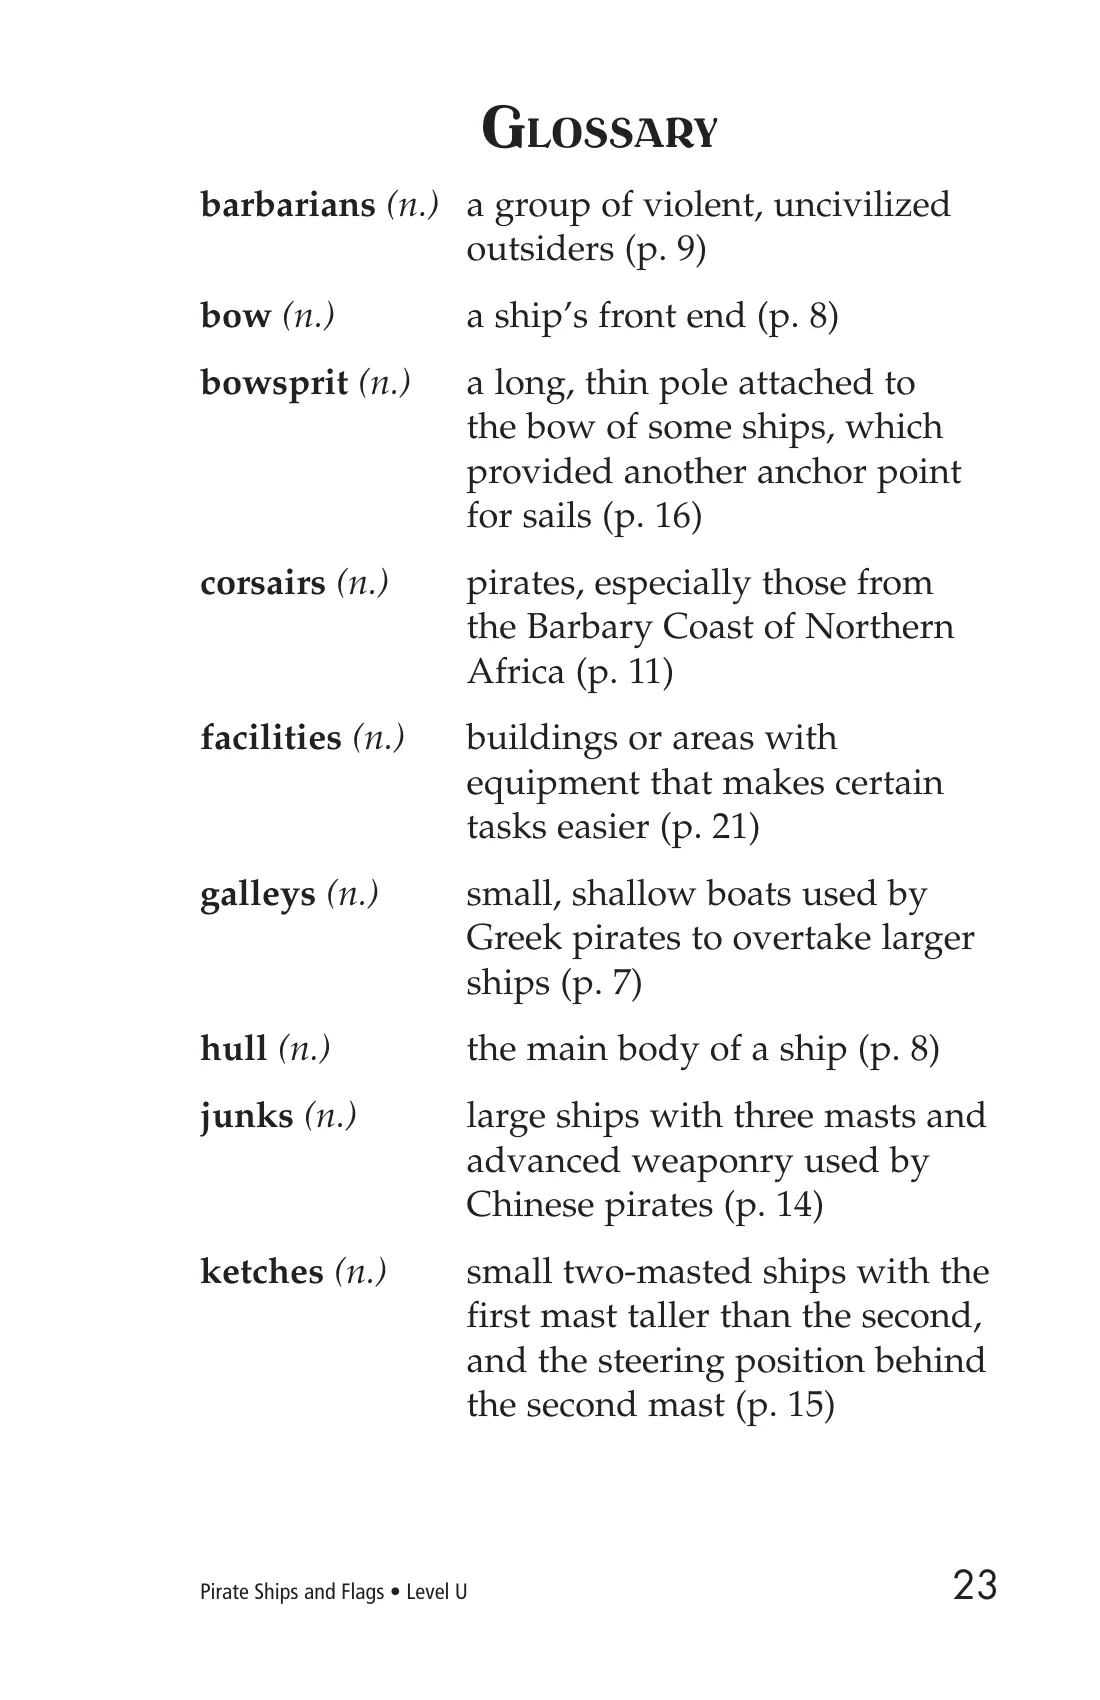 GLOSSARY
barbarians (n.) a group of violent, uncivilized
outsiders (p. 9)
bow (n.) a ship’s front end (p. 8)
bowsprit (n.) a long, thin pole attached to
the bow of some ships, which
provided another anchor point
for sails (p. 16)
corsairs (n.) pirates, especially those from
the Barbary Coast of Northern
Africa (p. 11)
facilities (n.) buildings or areas with
equipment that makes certain
tasks easier (p. 21)
galleys (n.) small, shallow boats used by
Greek pirates to overtake larger
ships (p. 7)
hull (n.) the main body of a ship (p. 8)
junks (n.) large ships with three masts and
advanced weaponry used by
Chinese pirates (p. 14)
ketches (n.) small two-masted ships with the
first mast taller than the second,
and the steering position behind
the second mast (p. 15)
Pirate Ships and Flags • Level U 23